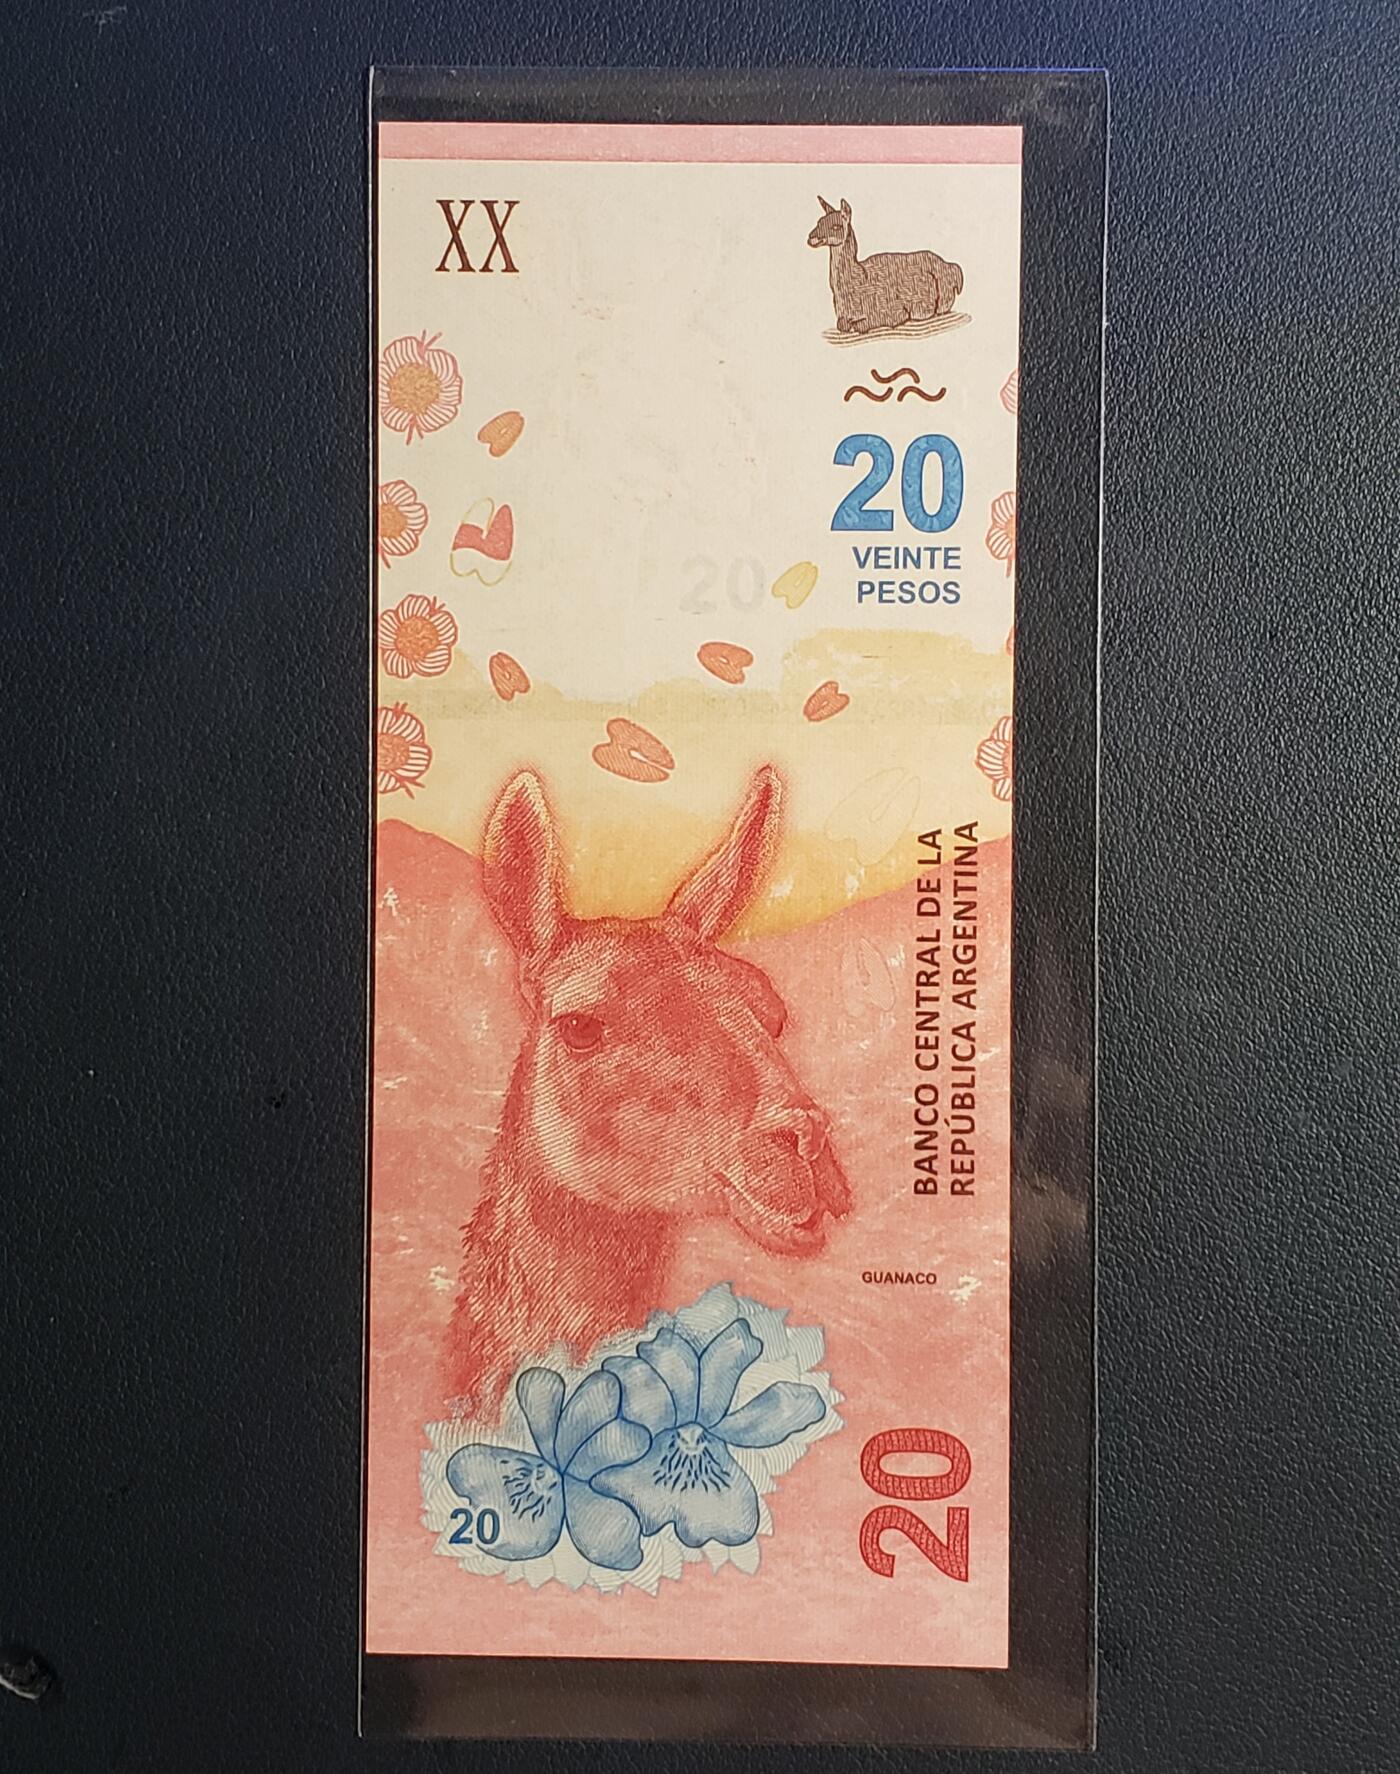 XX
20
VEINTE
PESOS
20
BANCO CENTRAL DE LA
REPÚBLICA ARGENTINA
GUANACO
20
20